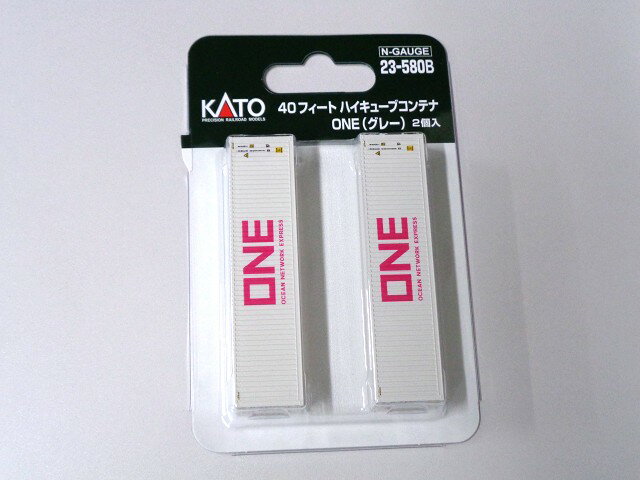 N-GAUGE
23-580B
KATO
PRECISION RAILROAD MODELS
40フィート ハイキューブコンテナ
ONE(グレー) 2個入
ONE
OCEAN NETWORK EXPRESS
ONE
OCEAN NETWORK EXPRESS